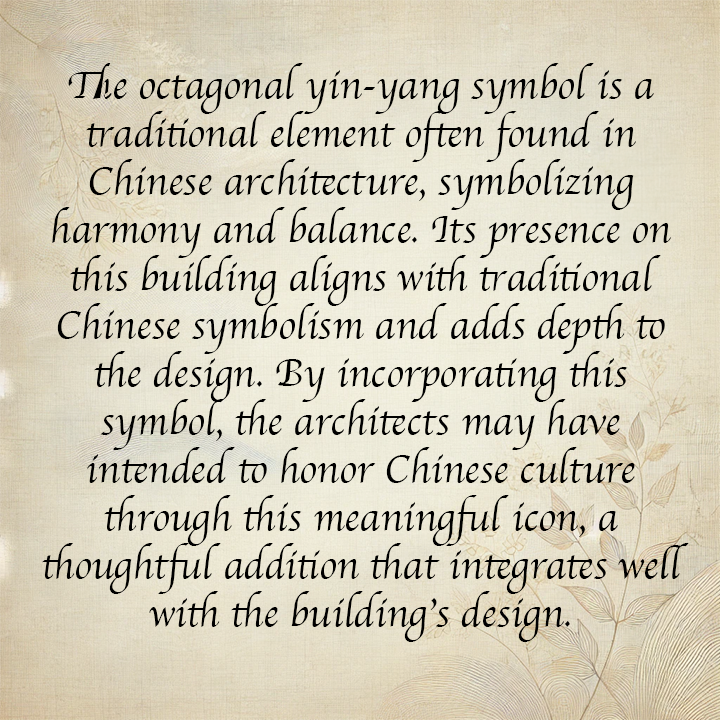 The octagonal yin-yang symbol is a
traditional element often found in
Chinese architecture, symbolizing
harmony and balance. Its presence on
this building aligns with traditional
Chinese symbolism and adds depth to
the design. By incorporating this
symbol, the architects may have
intended to honor Chinese culture
through this meaningful icon, a
thoughtful addition that integrates well
with the building's design.